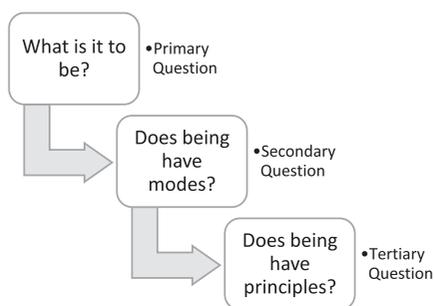 What is it to
be?
•Primary
Question
Does being
have
modes?
•Secondary
Question
Does being
have
principles?
•Tertiary
Question